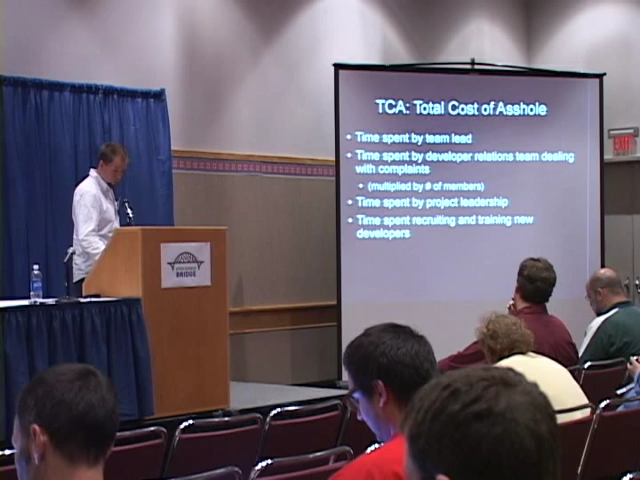 TCA: Total Cost of Asshole
• Time spent by team lead
• Time spent by developer relations team dealing
with complaints
• (multiplied by # of members)
• Time spent by project leadership
• Time spent recruiting and training new
developers
EXIT
BRIDGE